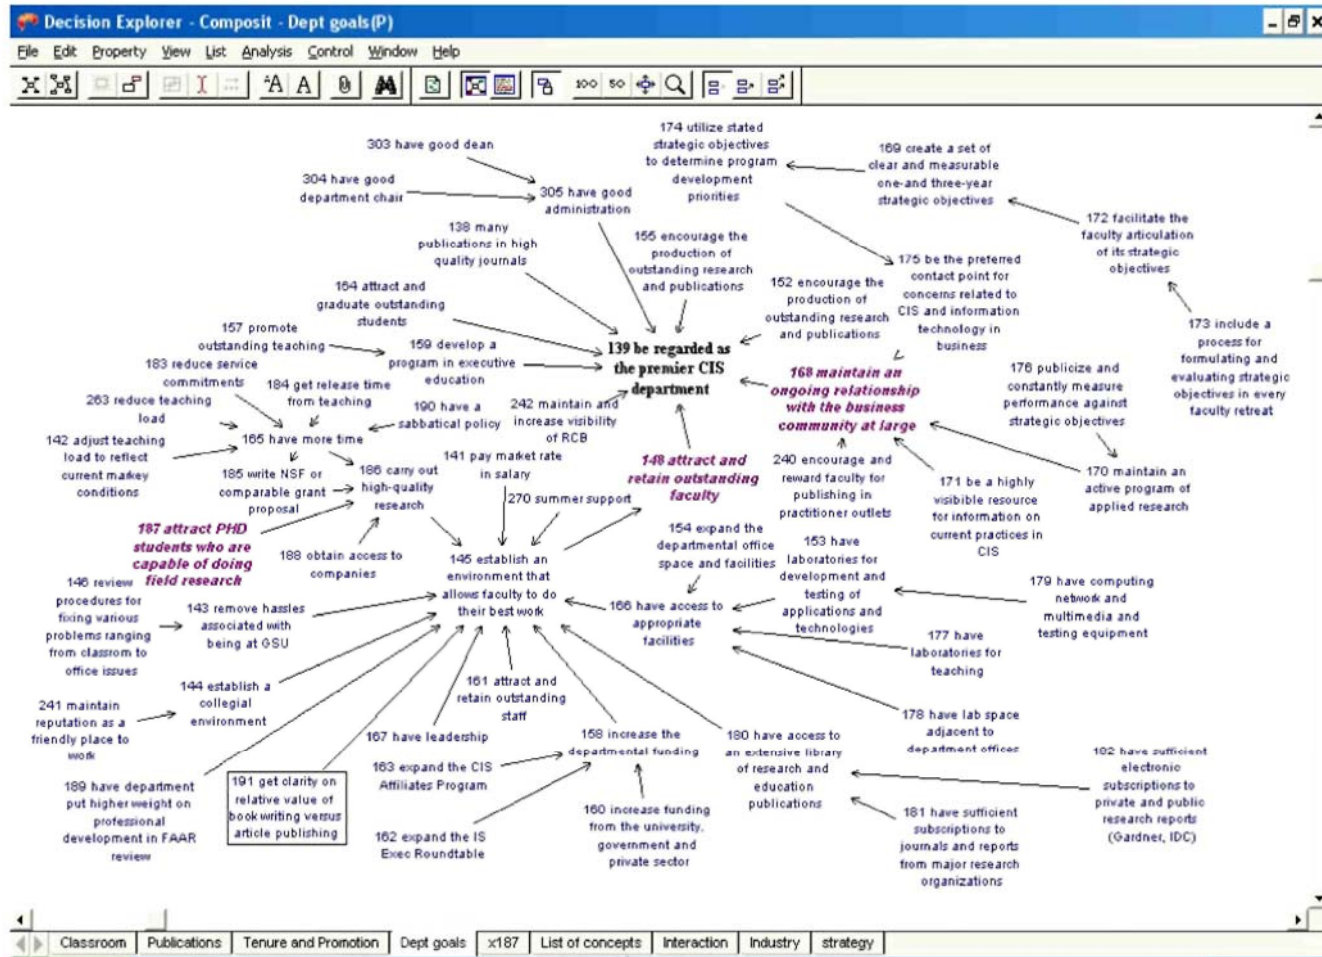 Decision Explorer - Composit - Dept goals(P)
File Edit Property View List Analysis Control Window Help
100 50
303 have good dean
304 have good
department chair
305 have good
administration
174 utilize stated
strategic objectives
to determine program
development
priorities
169 create a set of
clear and measurable
one-and three-year
strategic objectives
172 facilitate the
faculty articulation
of its strategic
objectives
138 many
publications in high
quality journals
155 encourage the
production of
outstanding research
and publications
175 be the preferred
contact point for
concerns related to
CIS and information
technology in
business
164 attract and
graduate outstanding
students
152 encourage the
production of
outstanding research
and publications
173 include a
process for
formulating and
evaluating strategic
objectives in every
faculty retreat
157 promote
outstanding teaching
159 develop a
program in executive
education
139 be regarded as
the premier CIS
department
168 maintain an
ongoing relationship
with the business
community at large
176 publicize and
constantly measure
performance against
strategic objectives
183 reduce service
commitments
184 get release time
from teaching
263 reduce teaching
load
190 have a
sabbatical policy
242 maintain and
increase visibility
of RCB
142 adjust teaching
load to reflect
current markey
conditions
165 have more time
141 pay market rate
in salary
148 attract and
retain outstanding
faculty
240 encourage and
reward faculty for
publishing in
practitioner outlets
170 maintain an
active program of
applied research
185 write NSF or
comparable grant
proposal
186 carry out
high-quality
research
171 be a highly
visibible resource
for information on
current practices in
CIS
270 summer support
187 attract PHD
students who are
capable of doing
field research
188 obtain access to
companies
154 expand the
departmental office
space and facilities
153 have
laboratories for
development and
testing of
applications and
technologies
145 establish an
environment that
allows faculty to do
their best work
146 review
procedures for
fixing various
problems ranging
from classrom to
office issues
143 remove hassles
associated with
being at GSU
166 have access to
appropriate
facilities
179 have computing
network and
multimedia and
testing equipment
177 have
laboratories for
teaching
144 establish a
collegial
environment
161 attract and
retain outstanding
staff
241 maintain
reputation as a
friendly place to
work
178 have lab space
adjacent to
department offices
167 have leadership
158 increase the
departmental funding
180 have access to
an extensive library
of research and
education
publications
182 have sufficient
electronic
subscriptions to
private and public
research reports
(Gardner, IDC)
163 expand the CIS
Affiliates Program
189 have department
put higher weight on
professional
development in FAAR
review
191 get clarity on
relative value of
book writing versus
article publishing
162 expand the IS
Exec Roundtable
160 increase funding
from the university,
government and
private sector
181 have sufficient
subscriptions to
journals and reports
from major research
organizations
Classroom Publications Tenure and Promotion Dept goals x187 List of concepts Interaction Industry strategy